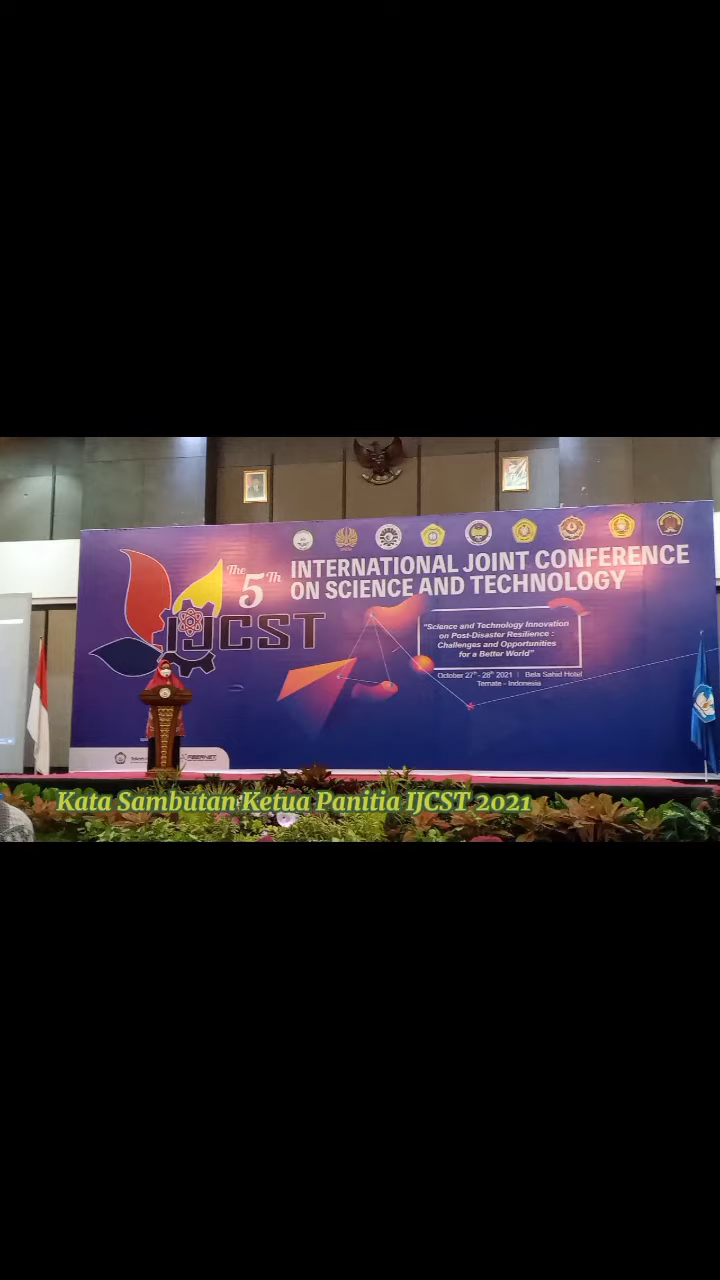 The 5Th
INTERNATIONAL JOINT CONFERENCE
ON SCIENCE AND TECHNOLOGY
IJCST
"Science and Technology Innovation
on Post-Disaster Resilience :
Challenges and Opportunities
for a Better World"
October 27th - 28th 2021 | Bela Sahid Hotel
Ternate - Indonesia
FIBERNET
Kata Sambutan Ketua Panitia IJCST 2021